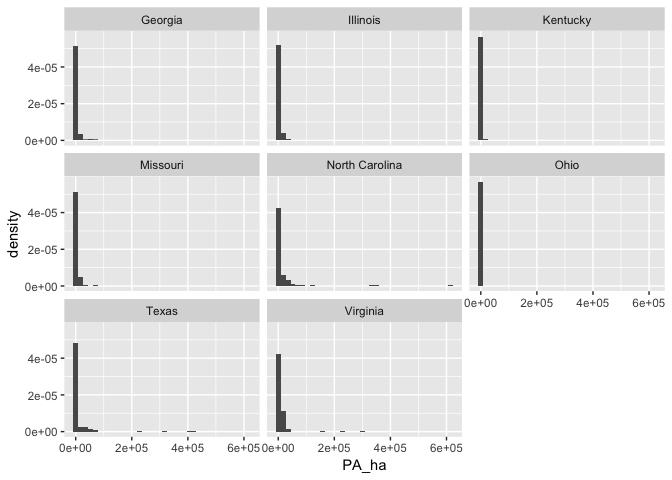 Georgia Illinois Kentucky
4e-05
2e-05
0e+00
Missouri North Carolina Ohio
4e-05
2e-05
0e+00
density
0e+00 2e+05 4e+05 6e+05
Texas Virginia
4e-05
2e-05
0e+00
0e+00 2e+05 4e+05 6e+05 0e+00 2e+05 4e+05 6e+05
PA_ha